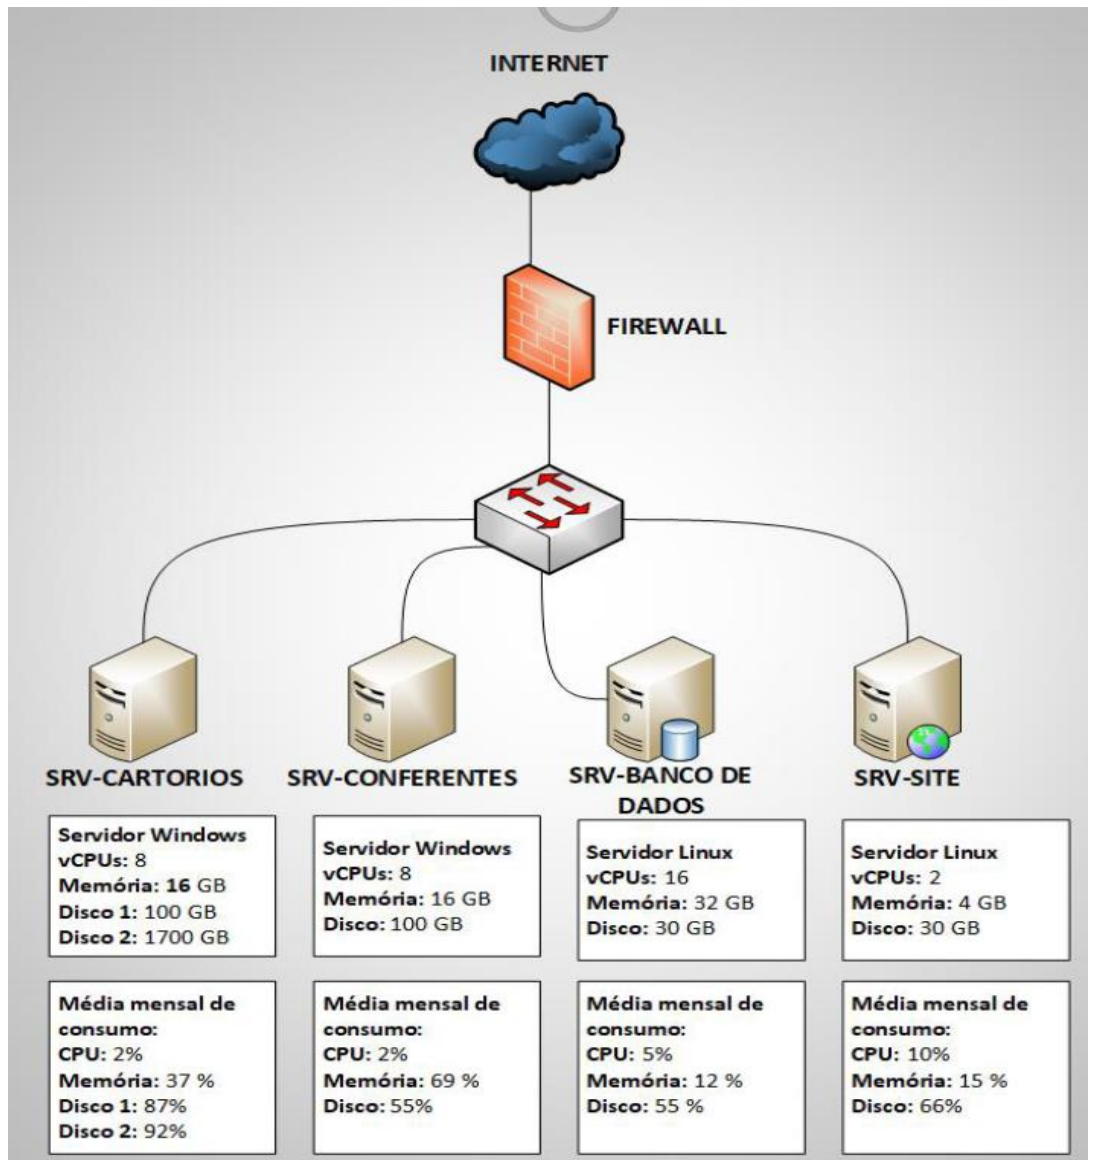 INTERNET
FIREWALL
SRV-CARTORIOS
SRV-CONFERENTES
SRV-BANCO DE
DADOS
SRV-SITE
Servidor Windows
vCPUs: 8
Memória: 16 GB
Disco 1: 100 GB
Disco 2: 1700 GB
Servidor Windows
vCPUs: 8
Memória: 16 GB
Disco: 100 GB
Servidor Linux
vCPUs: 16
Memória: 32 GB
Disco: 30 GB
Servidor Linux
vCPUs: 2
Memória: 4 GB
Disco: 30 GB
Média mensal de
consumo:
CPU: 2%
Memória: 37 %
Disco 1: 87%
Disco 2: 92%
Média mensal de
consumo:
CPU: 2%
Memória: 69 %
Disco: 55%
Média mensal de
consumo:
CPU: 5%
Memória: 12 %
Disco: 55 %
Média mensal de
consumo:
CPU: 10%
Memória: 15 %
Disco: 66%